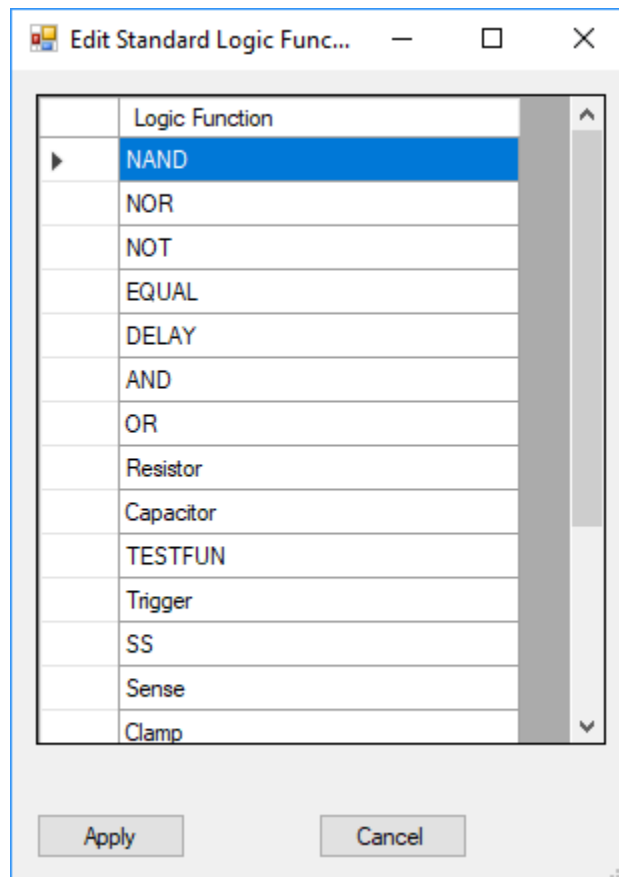 Edit Standard Logic Func...
Logic Function
NAND
NOR
NOT
EQUAL
DELAY
AND
OR
Resistor
Capacitor
TESTFUN
Trigger
SS
Sense
Clamp
Apply Cancel